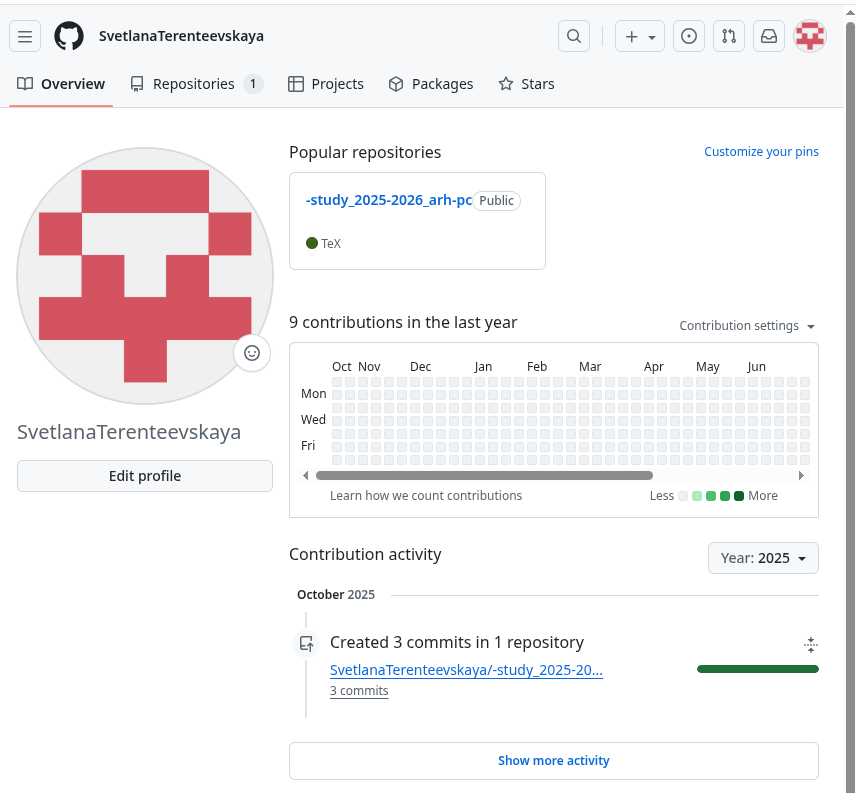 SvetlanaTerenteevskaya
Overview Repositories 1 Projects Packages Stars
Popular repositories Customize your pins
-study_2025-2026_arh-pc Public
TeX
9 contributions in the last year Contribution settings
Oct Nov Dec Jan Feb Mar Apr May Jun
Mon
Wed
Fri
Learn how we count contributions Less More
SvetlanaTerenteevskaya
Edit profile
Contribution activity Year: 2025
October 2025
Created 3 commits in 1 repository
SvetlanaTerenteevskaya/-study_2025-20...
3 commits
Show more activity